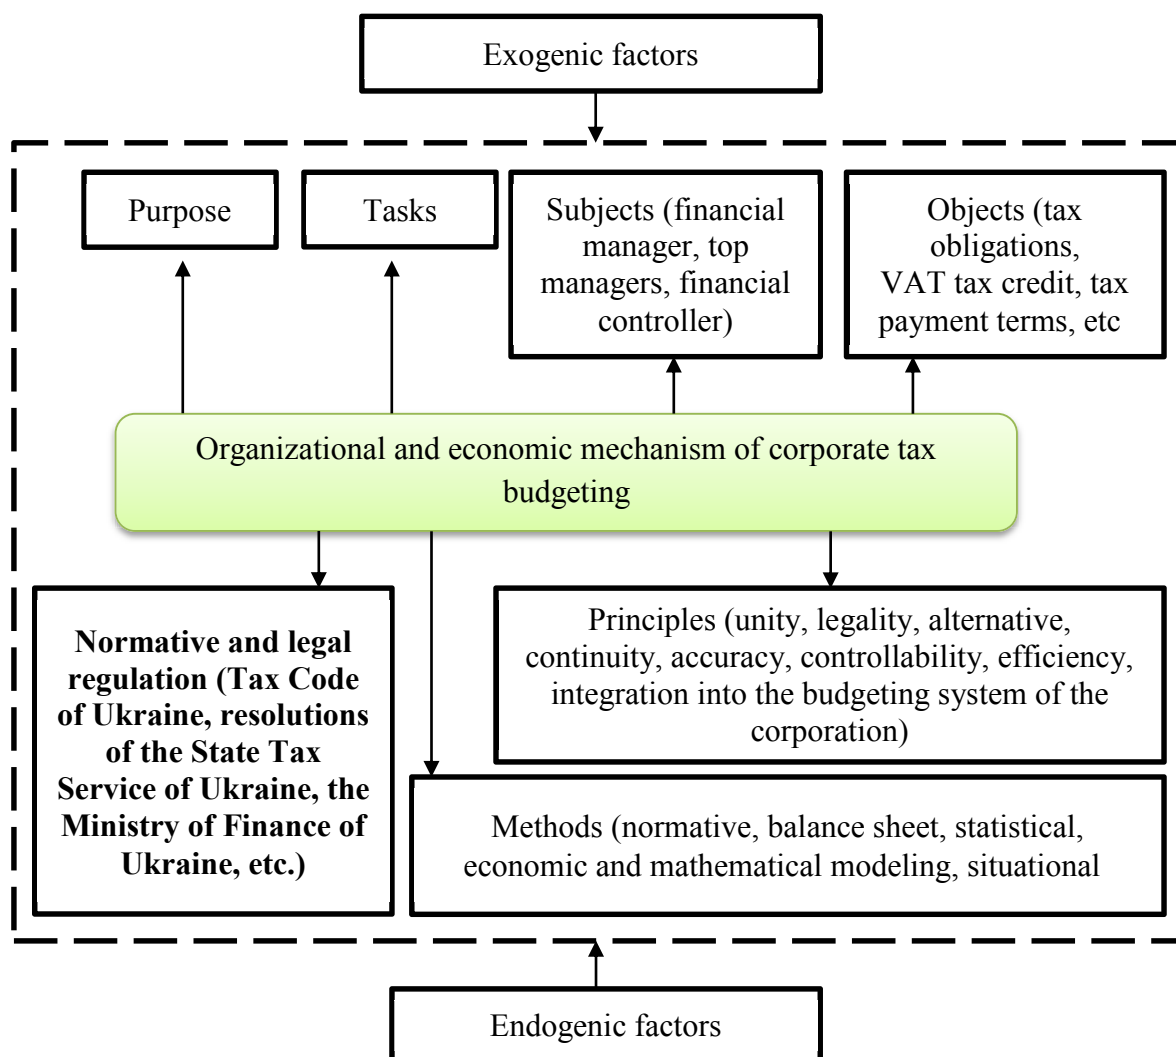 Exogenic factors
Purpose
Tasks
Subjects (financial
manager, top
managers, financial
controller)
Objects (tax
obligations,
VAT tax credit, tax
payment terms, etc
Organizational and economic mechanism of corporate tax
budgeting
Normative and legal
regulation (Tax Code
of Ukraine, resolutions
of the State Tax
Service of Ukraine, the
Ministry of Finance of
Ukraine, etc.)
Principles (unity, legality, alternative,
continuity, accuracy, controllability, efficiency,
integration into the budgeting system of the
corporation)
Methods (normative, balance sheet, statistical,
economic and mathematical modeling, situational
Endogenic factors